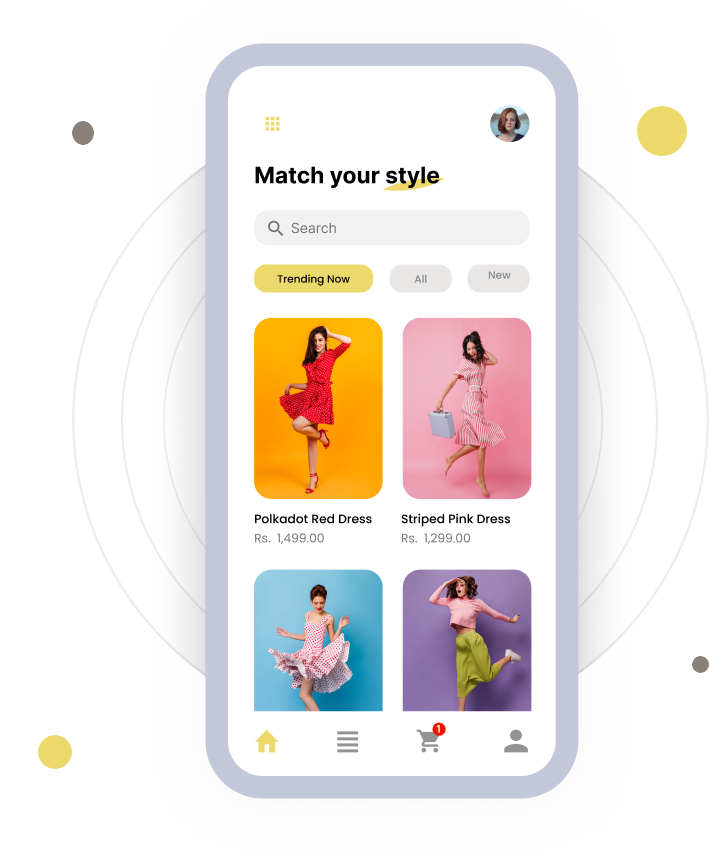 Match your style
Search
Trending Now
All
New
Polkadot Red Dress
Striped Pink Dress
Rs. 1,499.00
Rs. 1,299.00
1